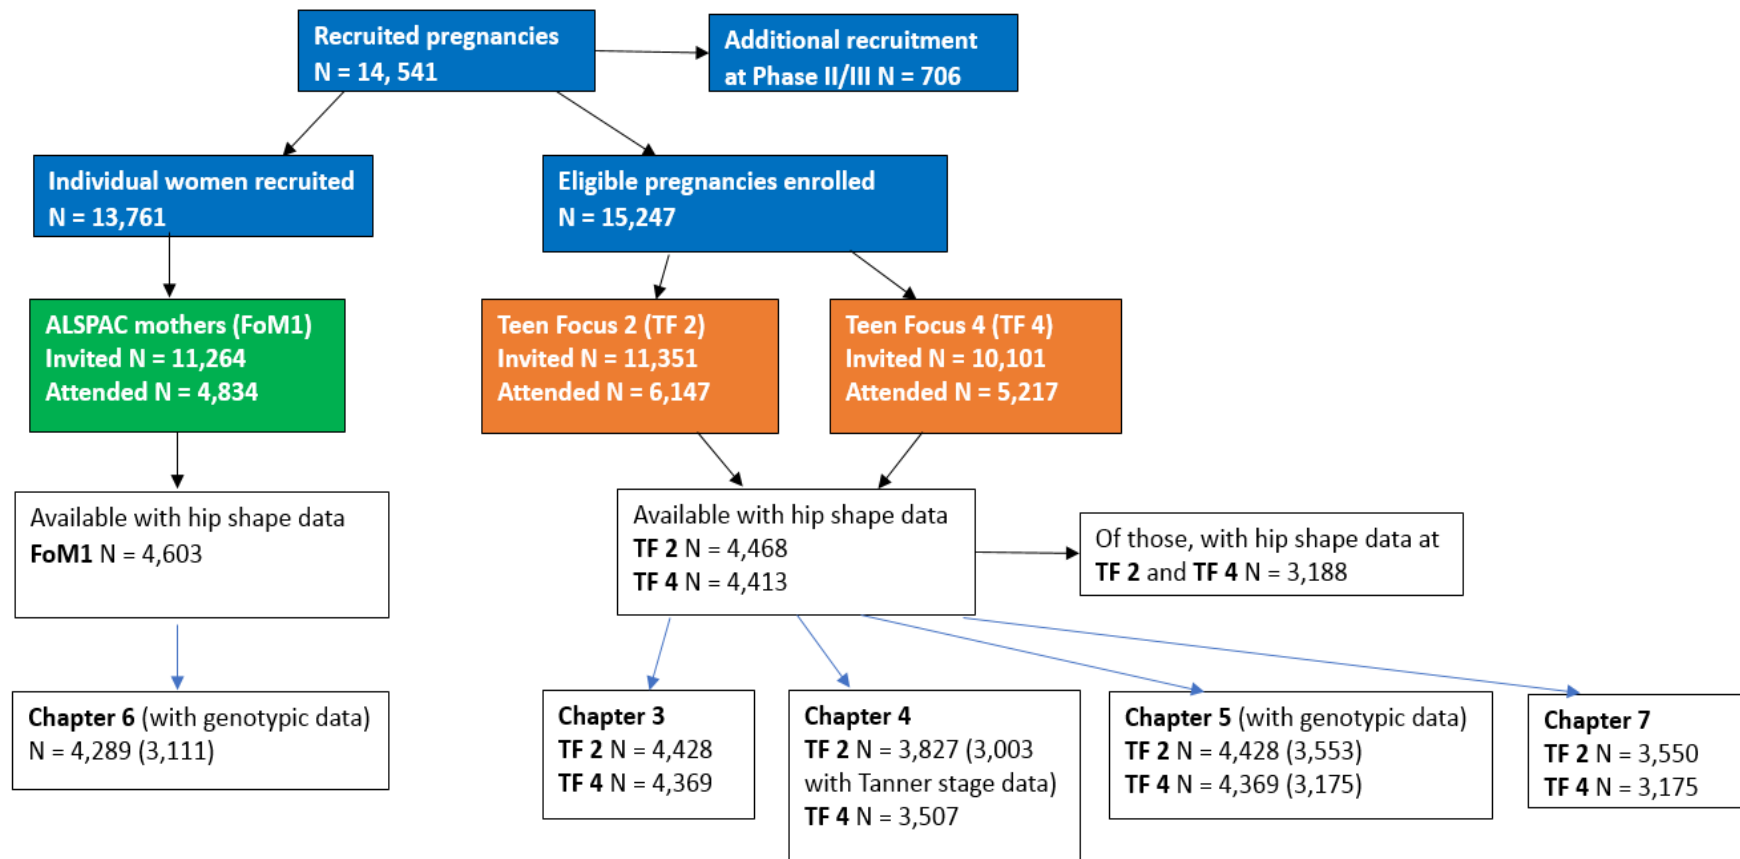 Recruited pregnancies
N = 14, 541
Additional recruitment
at Phase II/III N = 706
Individual women recruited
N = 13,761
Eligible pregnancies enrolled
N = 15,247
ALSPAC mothers (FoM1)
Invited N = 11,264
Attended N = 4,834
Teen Focus 2 (TF 2)
Invited N = 11,351
Attended N = 6,147
Teen Focus 4 (TF 4)
Invited N = 10,101
Attended N = 5,217
Available with hip shape data
FoM1 N = 4,603
Available with hip shape data
TF 2 N = 4,468
TF 4 N = 4,413
Of those, with hip shape data at
TF 2 and TF 4 N = 3,188
Chapter 6 (with genotypic data)
N = 4,289 (3,111)
Chapter 3
TF 2 N = 4,428
TF 4 N = 4,369
Chapter 4
TF 2 N = 3,827 (3,003
with Tanner stage data)
TF 4 N = 3,507
Chapter 5 (with genotypic data)
TF 2 N = 4,428 (3,553)
TF 4 N = 4,369 (3,175)
Chapter 7
TF 2 N = 3,550
TF 4 N = 3,175